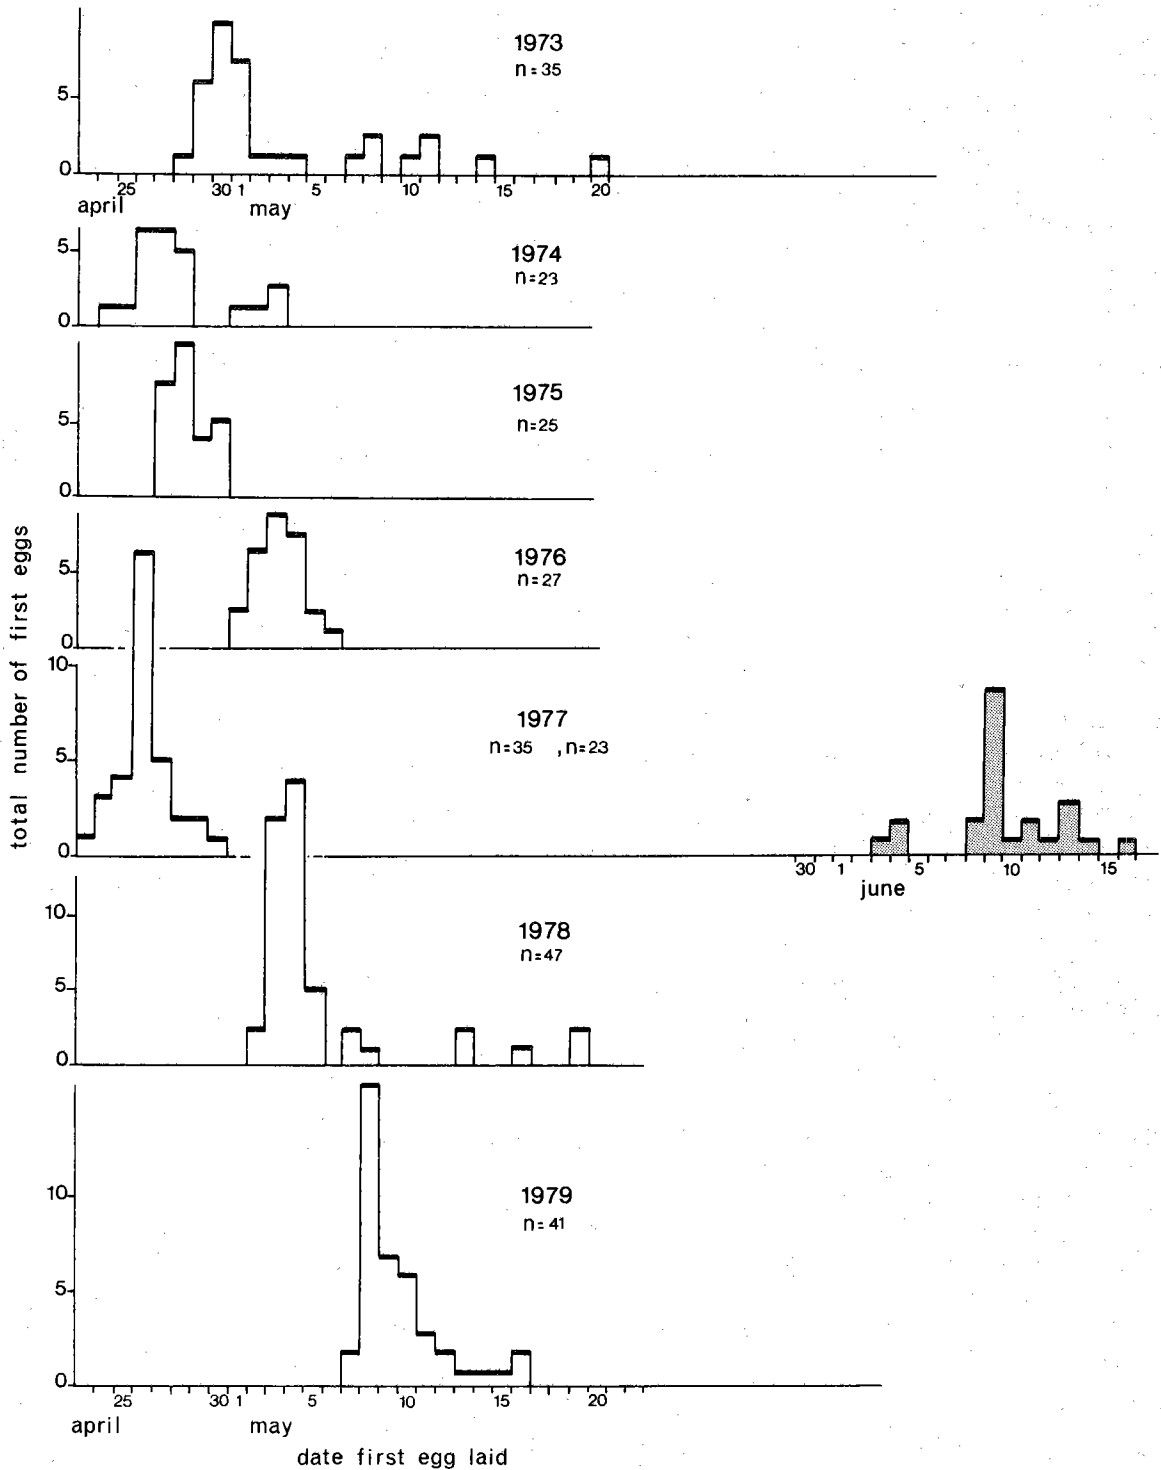 1973
n=35
5
0
25 30 1 5 10 15 20
april may
1974
n=23
5
0
1975
n=25
5
0
1976
n=27
5
0
total number of first eggs
10
1977
n=35 , n=23
5
0
30 1 5 10 15
june
1978
n=47
10
5
0
1979
n=41
10
5
0
25 30 1 5 10 15 20
april may
date first egg laid